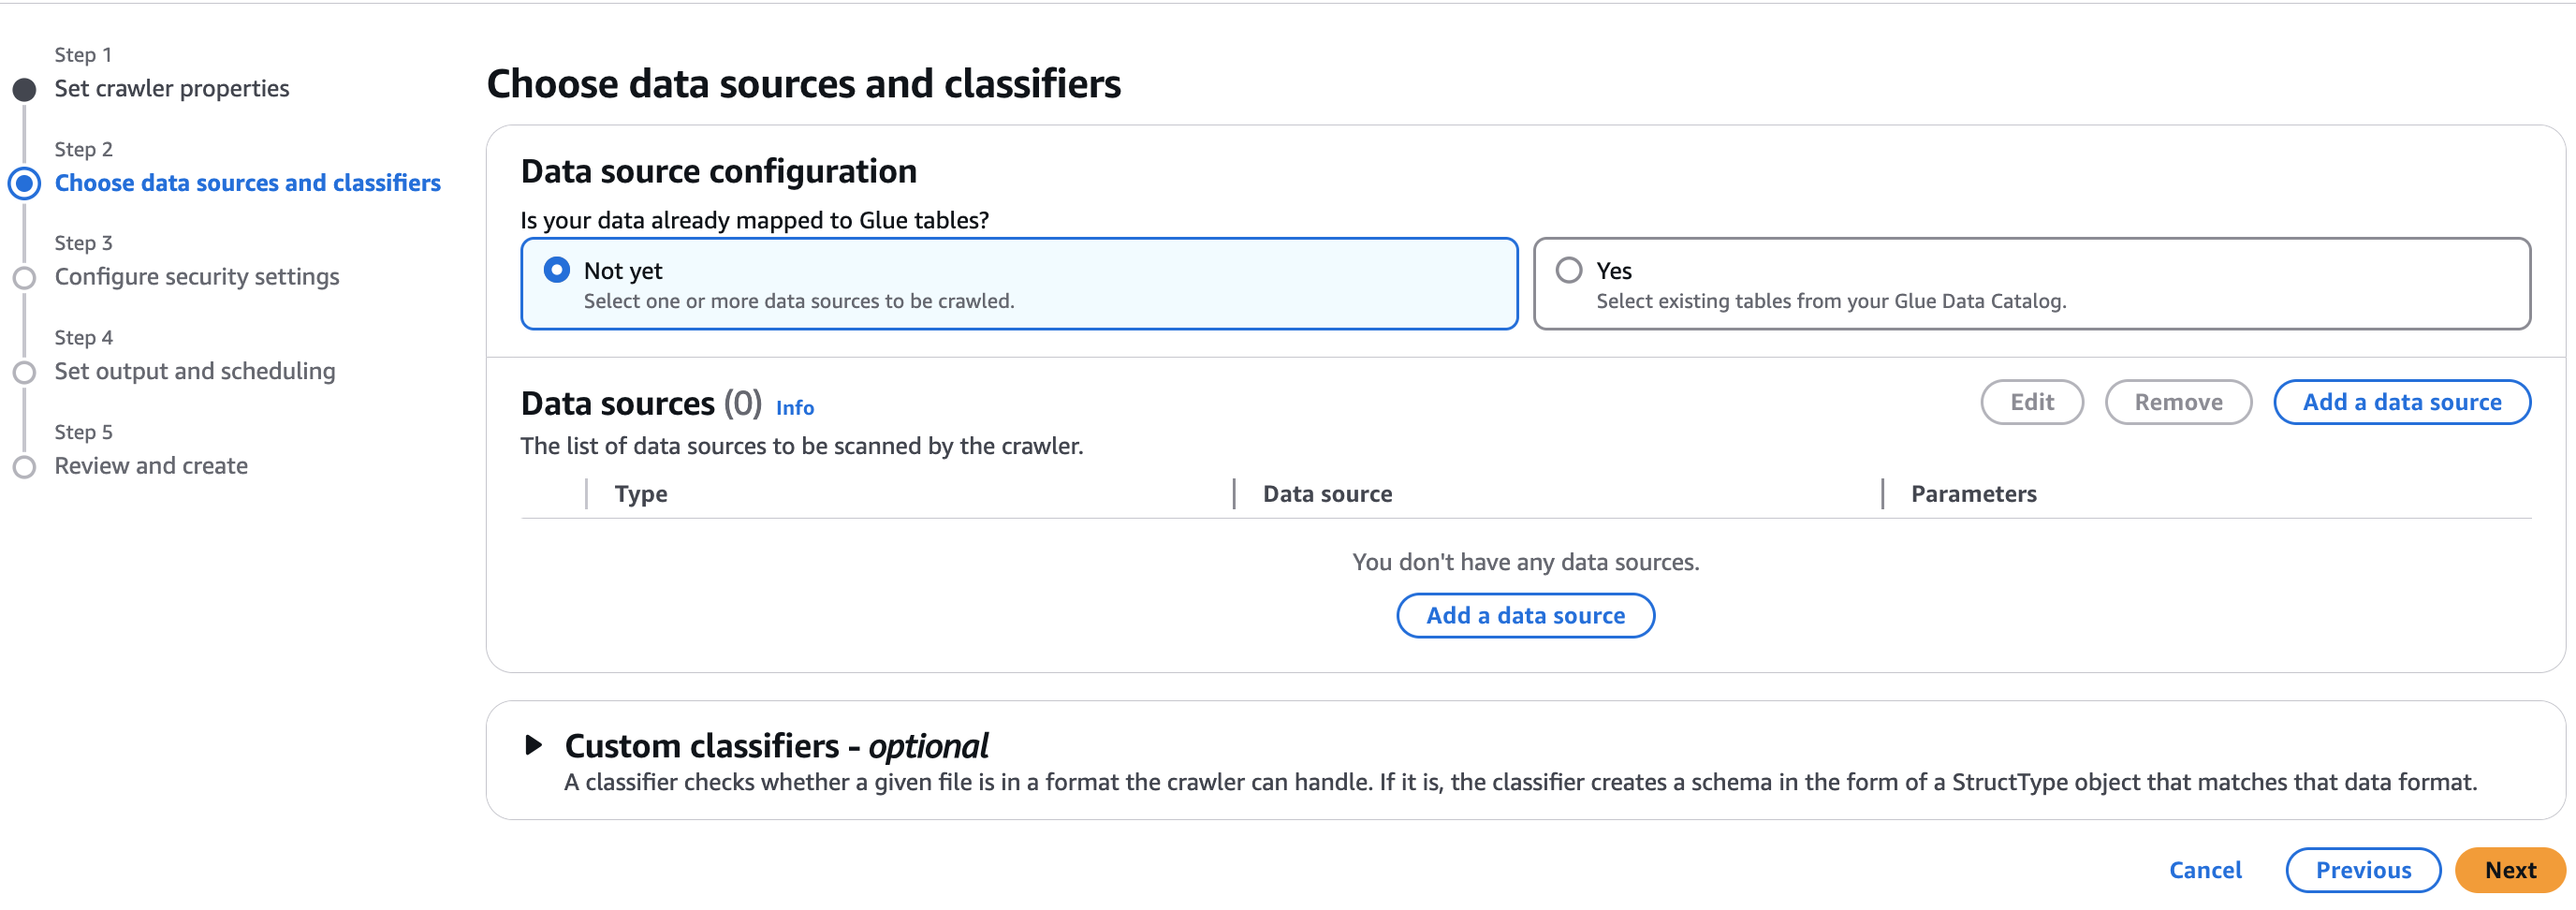 Step 1
Set crawler properties
Step 2
Choose data sources and classifiers
Step 3
Configure security settings
Step 4
Set output and scheduling
Step 5
Review and create
Choose data sources and classifiers
Data source configuration
Is your data already mapped to Glue tables?
Not yet
Select one or more data sources to be crawled.
Yes
Select existing tables from your Glue Data Catalog.
Data sources (0) Info
Edit Remove Add a data source
The list of data sources to be scanned by the crawler.
Type Data source Parameters
You don't have any data sources.
Add a data source
Custom classifiers - optional
A classifier checks whether a given file is in a format the crawler can handle. If it is, the classifier creates a schema in the form of a StructType object that matches that data format.
Cancel Previous Next